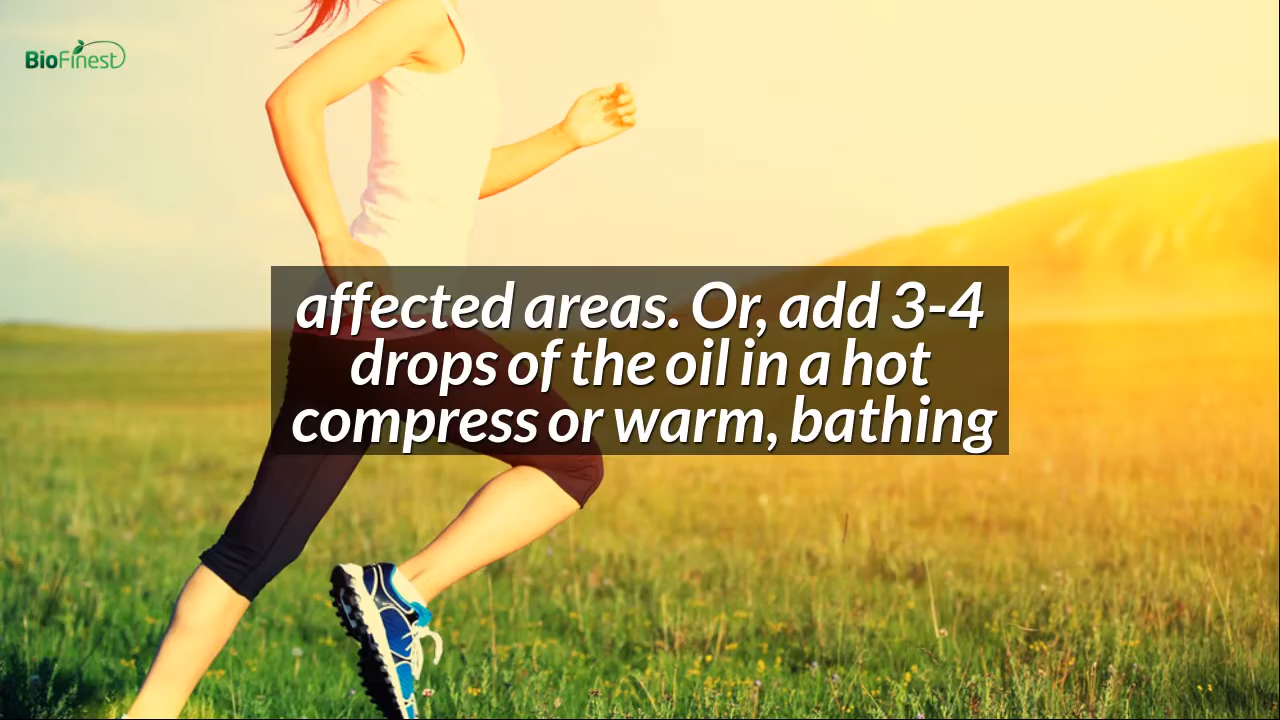 BioFinest
affected areas. Or, add 3-4
drops of the oil in a hot
compress or warm, bathing